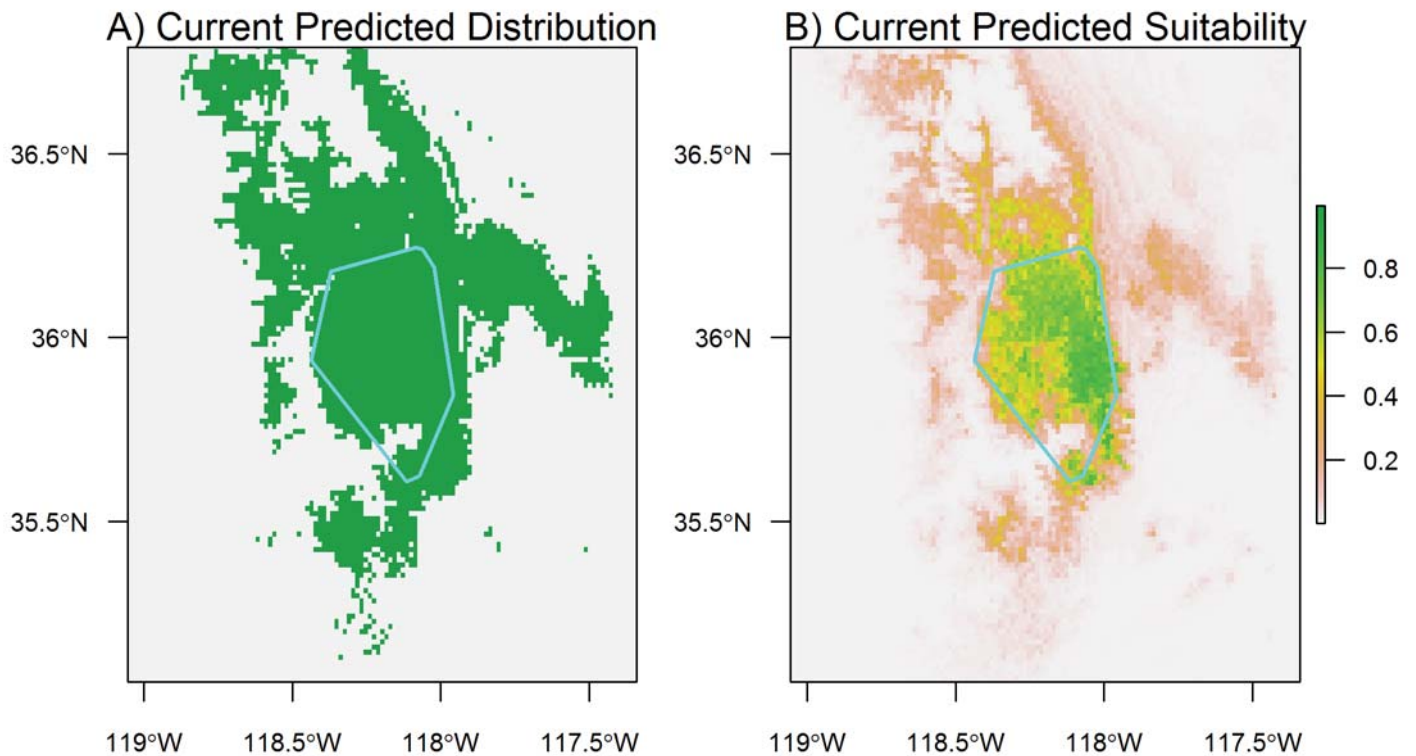 A) Current Predicted Distribution
B) Current Predicted Suitability
36.5°N
36°N
35.5°N
119°W
118.5°W
118°W
117.5°W
36.5°N
36°N
35.5°N
119°W
118.5°W
118°W
117.5°W
0.8
0.6
0.4
0.2